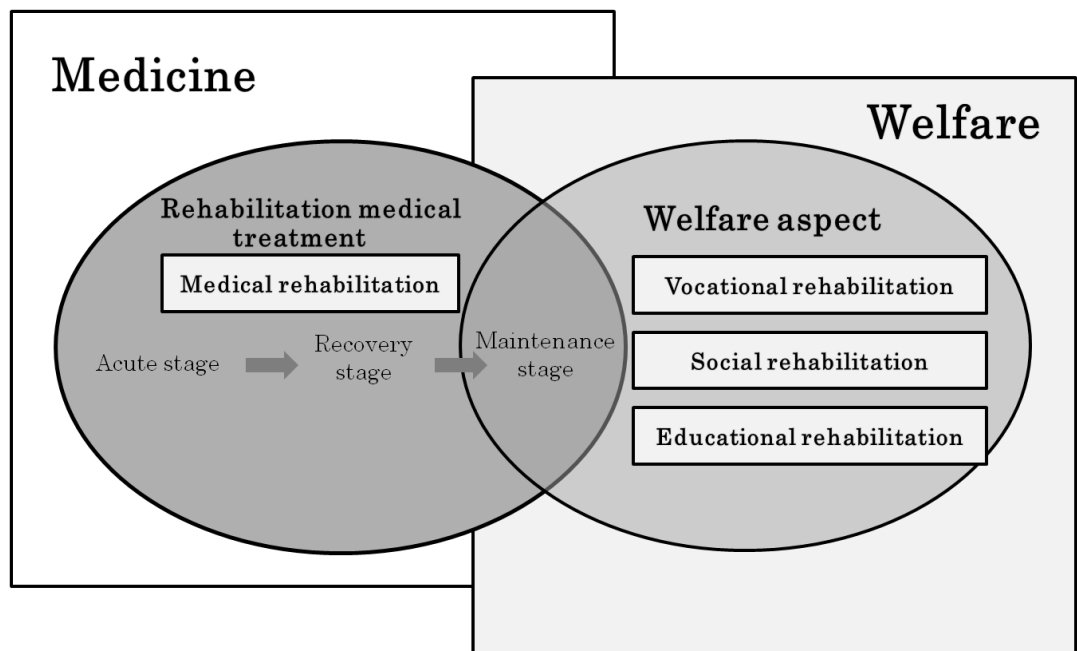 Medicine
Welfare
Rehabilitation medical
treatment
Medical rehabilitation
Acute stage
Recovery
stage
Maintenance
stage
Welfare aspect
Vocational rehabilitation
Social rehabilitation
Educational rehabilitation